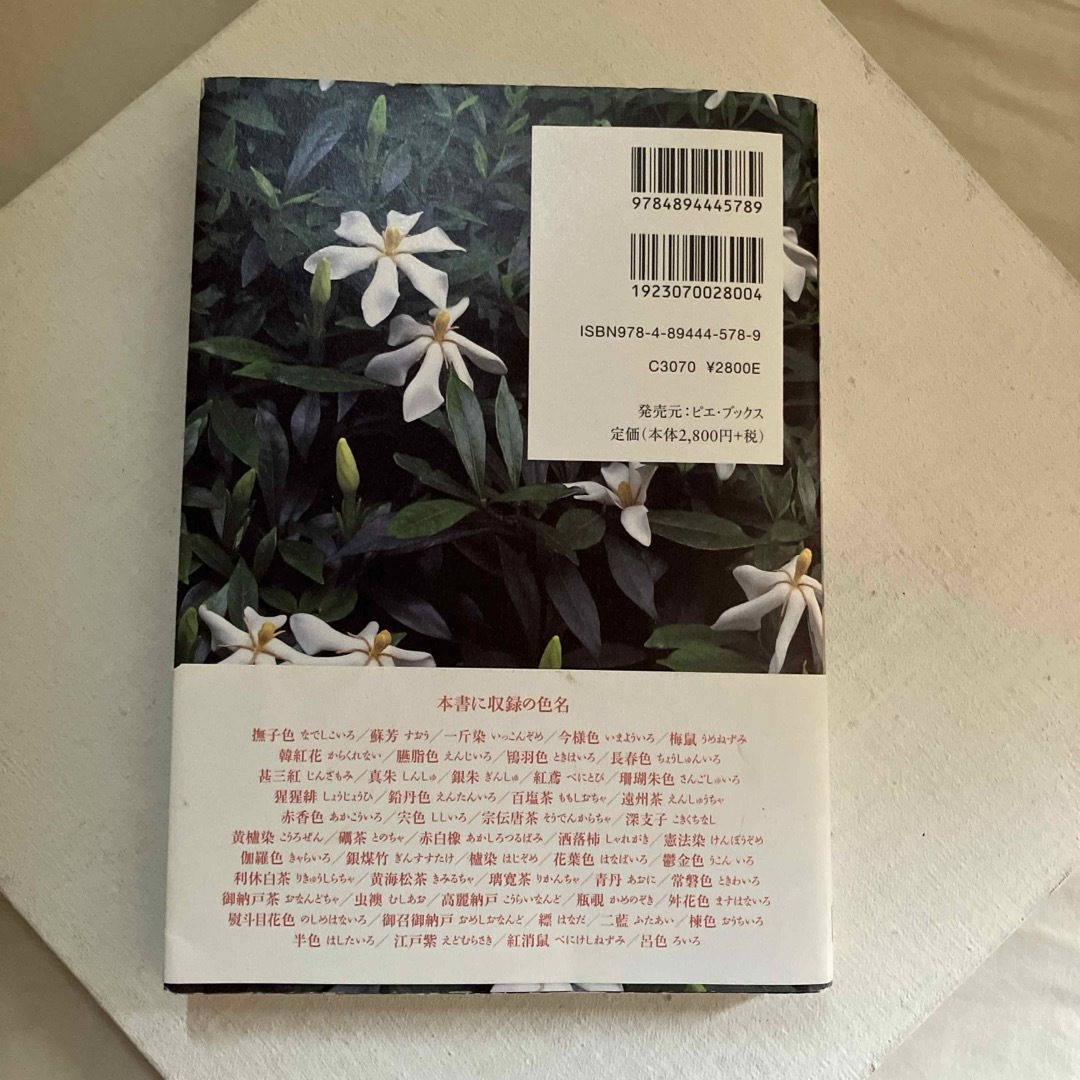 9784894445789
1923070028004
ISBN978-4-89444-578-9
C3070 ¥2800E
発売元:ピエ・ブックス
定価(本体2,800円+税)
本書に収録の色名
撫子色 なでしこいろ/蘇芳 すおう/一斤染 いっこんぞめ/今様色 いまよういろ/梅鼠 うめねずみ
韓紅花 からくれない/臙脂色 えんじいろ/鴇羽色 ときはいろ/長春色 ちょうしゅんいろ
甚三紅 じんざもみ/真朱 しんしゅ/銀朱 ぎんしゅ/紅鳶 べにとび/珊瑚朱色 さんごしゅいろ
猩猩緋 しょうじょうひ/鉛丹色 えんたんいろ/百塩茶 ももしおちゃ/遠州茶 えんしゅうちゃ
赤香色 あかこういろ/宍色 ししいろ/宗伝唐茶 そうでんからちゃ/深支子 こきくちなし
黄櫨染 こうろぜん/礪茶 とのちゃ/赤白橡 あかしろつるばみ/洒落柿 しゃれがき/憲法染 けんぽうぞめ
伽羅色 きゃらいろ/銀煤竹 ぎんすすたけ/櫨染 はじぞめ/花葉色 はなばいろ/鬱金色 うこん いろ
利休白茶 りきゅうしらちゃ/黄海松茶 きみるちゃ/璃寛茶 りかんちゃ/青丹 あおに/常磐色 ときわいろ
御納戸茶 おなんどちゃ/虫襖 むしあお/高麗納戸 こうらいなんど/瓶覗 かめのぞき/舛花色 ますはないろ
熨斗目花色 のしめはないろ/御召御納戸 おめしおなんど/縹 はなだ/二藍 ふたあい/楝色 おうちいろ
半色 はしたいろ/江戸紫 えどむらさき/紅消鼠 べにけしねずみ/呂色 ろいろ